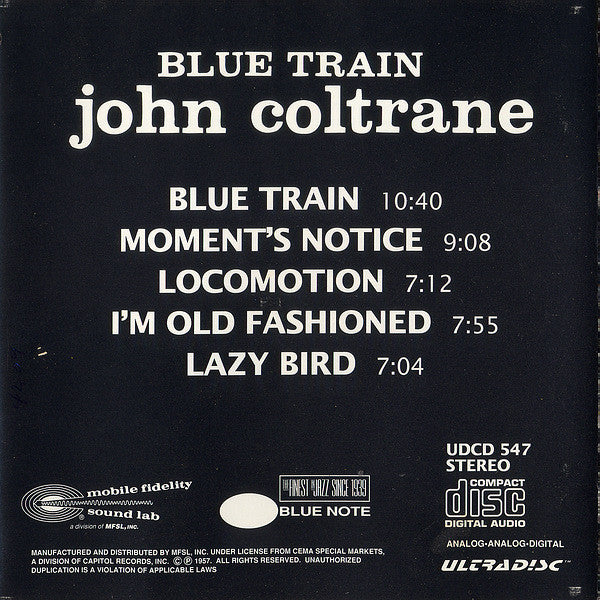 BLUE TRAIN
john coltrane
BLUE TRAIN 10:40
MOMENT'S NOTICE 9:08
LOCOMOTION 7:12
I'M OLD FASHIONED 7:55
LAZY BIRD 7:04
UDCD 547
STEREO
mobile fidelity
sound lab
a division of MFSL, INC.
THE FINEST IN JAZZ SINCE 1939
BLUE NOTE
COMPACT
disc
DIGITAL AUDIO
ANALOG-ANALOG-DIGITAL
ULTRADISC™
MANUFACTURED AND DISTRIBUTED BY MFSL, INC. UNDER LICENSE FROM CEMA SPECIAL MARKETS,
A DIVISION OF CAPITOL RECORDS, INC. ©℗ 1957. ALL RIGHTS RESERVED. UNAUTHORIZED
DUPLICATION IS A VIOLATION OF APPLICABLE LAWS